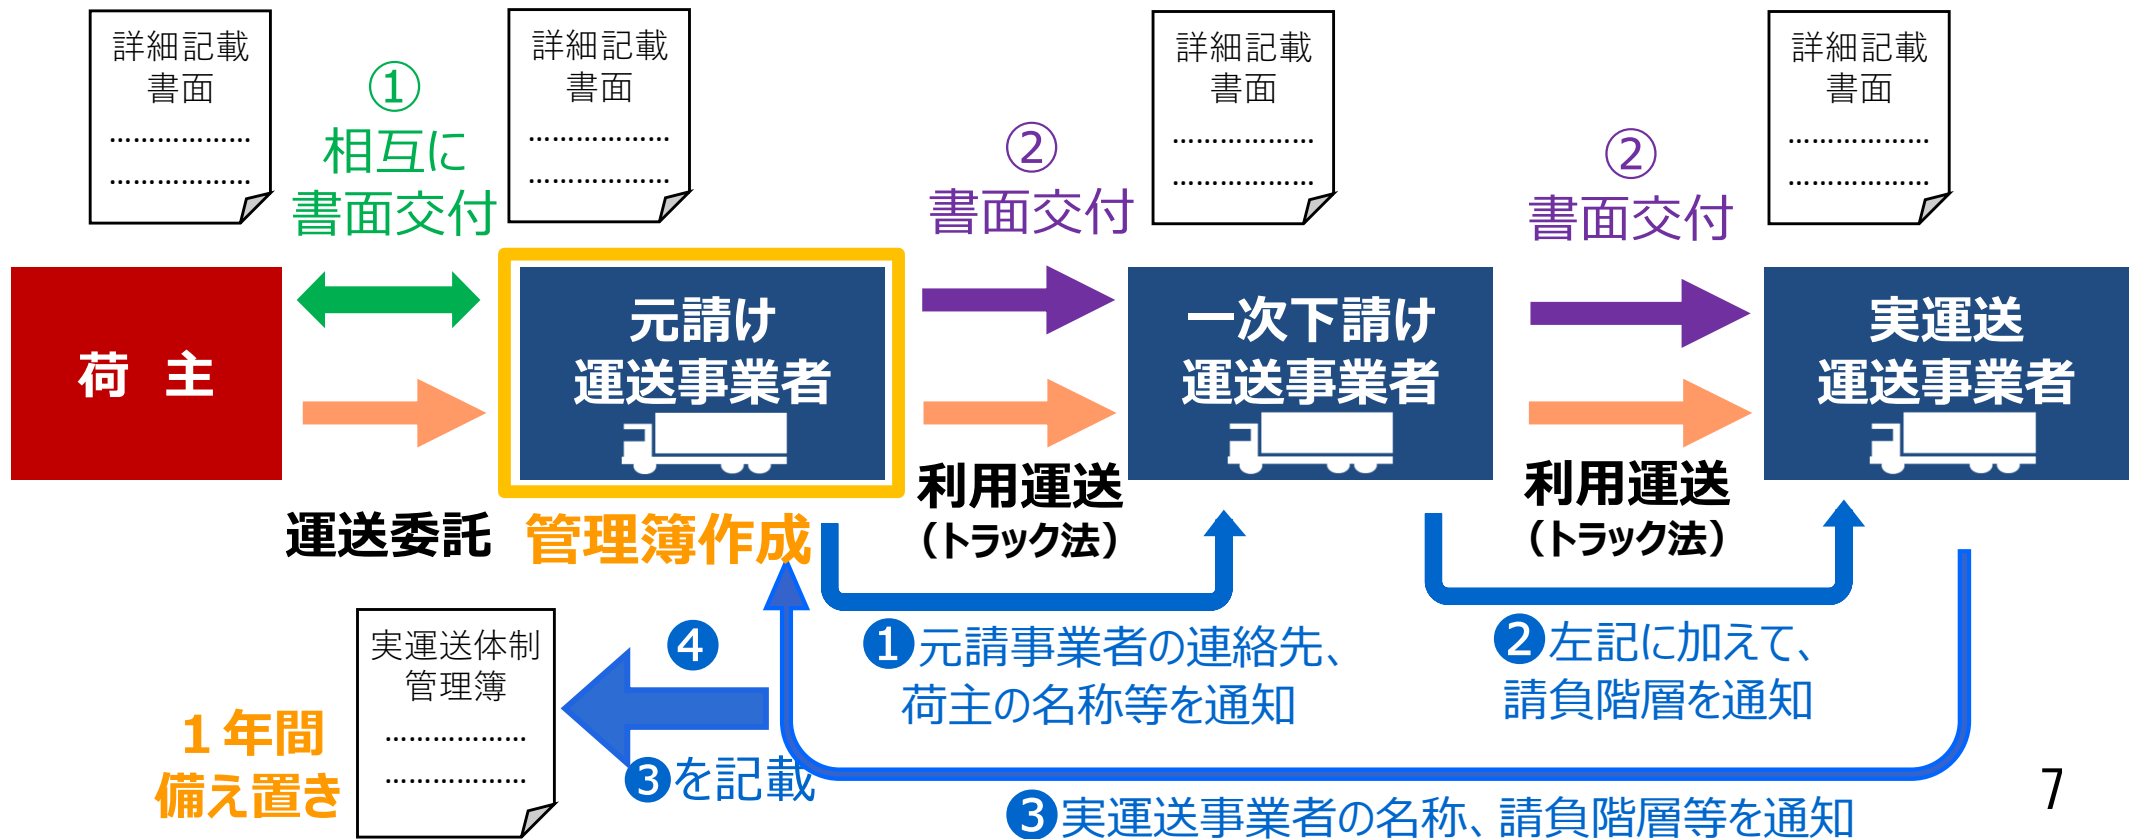 詳細記載
書面
………………
………………
①
相互に
書面交付
詳細記載
書面
………………
………………
②
書面交付
詳細記載
書面
………………
………………
②
書面交付
詳細記載
書面
………………
………………
荷　主
元請け
運送事業者
一次下請け
運送事業者
実運送
運送事業者
運送委託
管理簿作成
利用運送
（トラック法）
利用運送
（トラック法）
実運送体制
管理簿
………………
………………
１年間
備え置き
❹
❸を記載
❶元請事業者の連絡先、
荷主の名称等を通知
❷左記に加えて、
請負階層を通知
❸実運送事業者の名称、請負階層等を通知
7